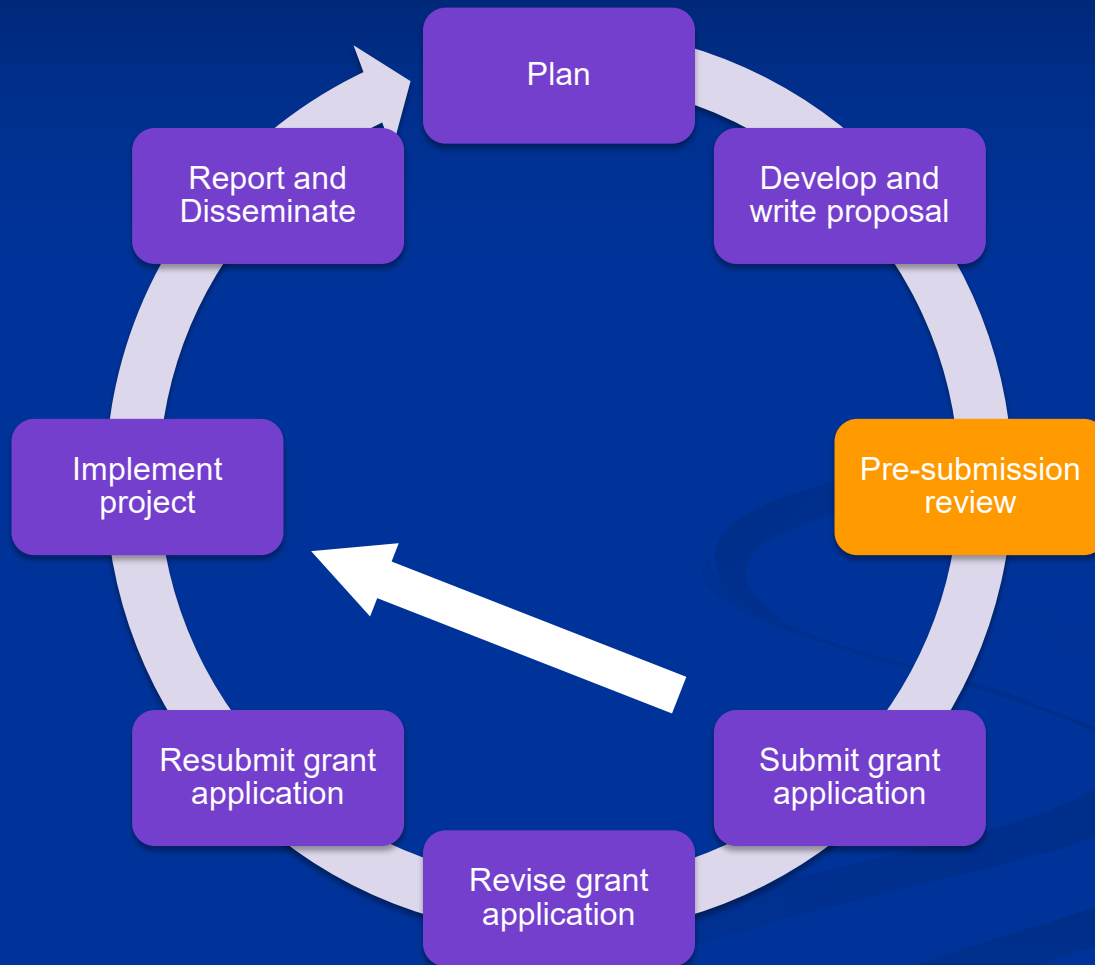 Plan
Develop and
write proposal
Pre-submission
review
Submit grant
application
Revise grant
application
Resubmit grant
application
Implement
project
Report and
Disseminate